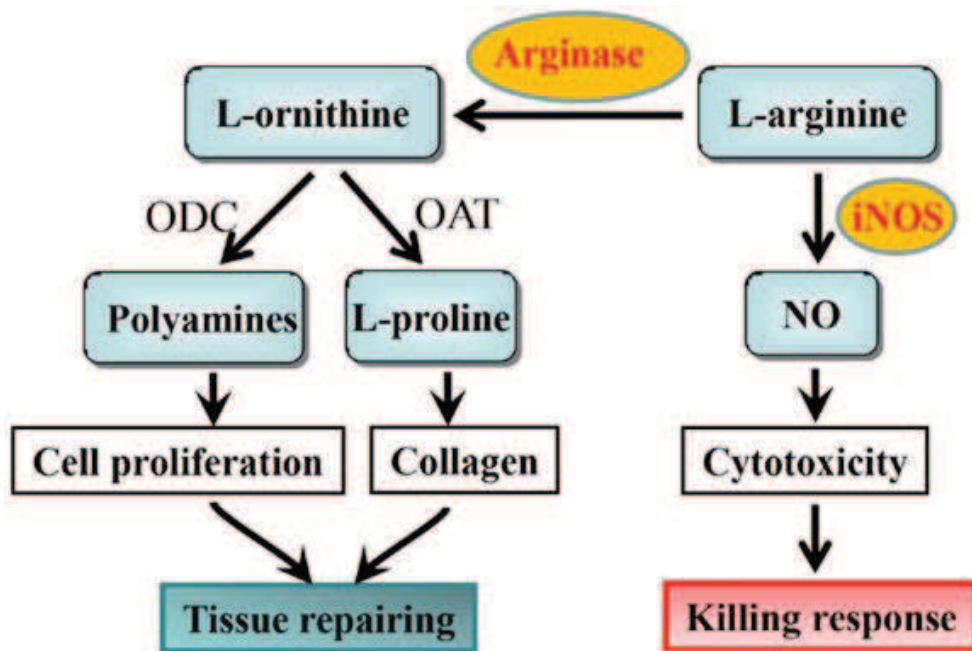 Arginase
L-ornithine
L-arginine
ODC
OAT
iNOS
Polyamines
L-proline
NO
Cell proliferation
Collagen
Cytotoxicity
Tissue repairing
Killing response